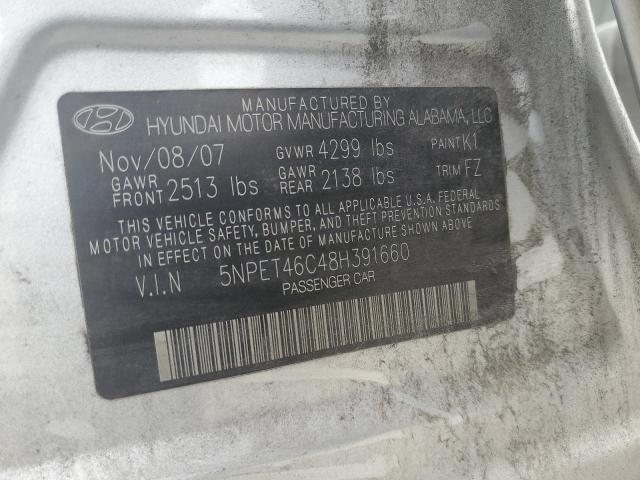 MANUFACTURED BY
HYUNDAI MOTOR MANUFACTURING ALABAMA, LLC
Nov/08/07 GVWR 4299 lbs PAINT K1
GAWR FRONT 2513 lbs GAWR REAR 2138 lbs TRIM FZ
THIS VEHICLE CONFORMS TO ALL APPLICABLE U.S.A. FEDERAL
MOTOR VEHICLE SAFETY, BUMPER, AND THEFT PREVENTION
STANDARDS IN EFFECT ON THE DATE OF MANUFACTURE SHOWN ABOVE
V.I.N 5NPET46C48H391660
PASSENGER CAR